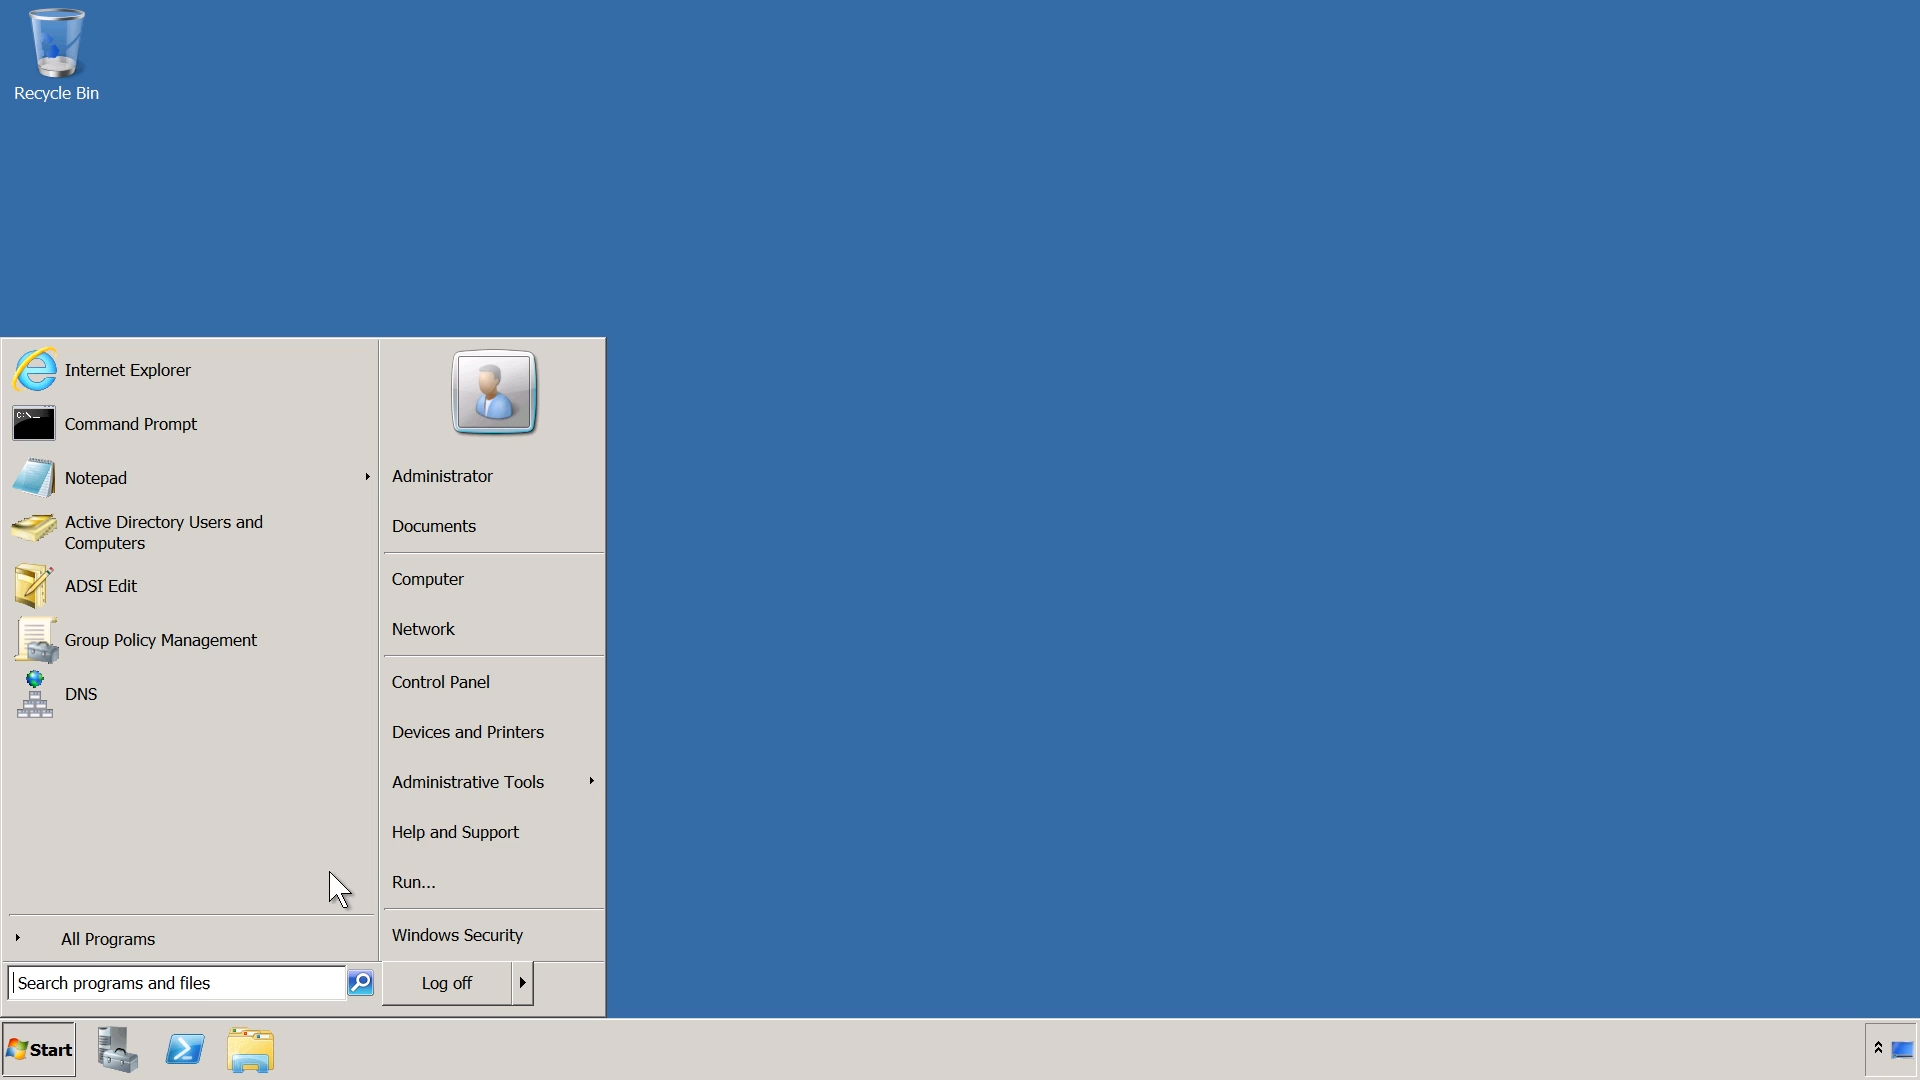 Recycle Bin
Internet Explorer
C:\_
Command Prompt
Notepad
Active Directory Users and
Computers
ADSI Edit
Group Policy Management
DNS
All Programs
Search programs and files
Administrator
Documents
Computer
Network
Control Panel
Devices and Printers
Administrative Tools
Help and Support
Run...
Windows Security
Log off
Start